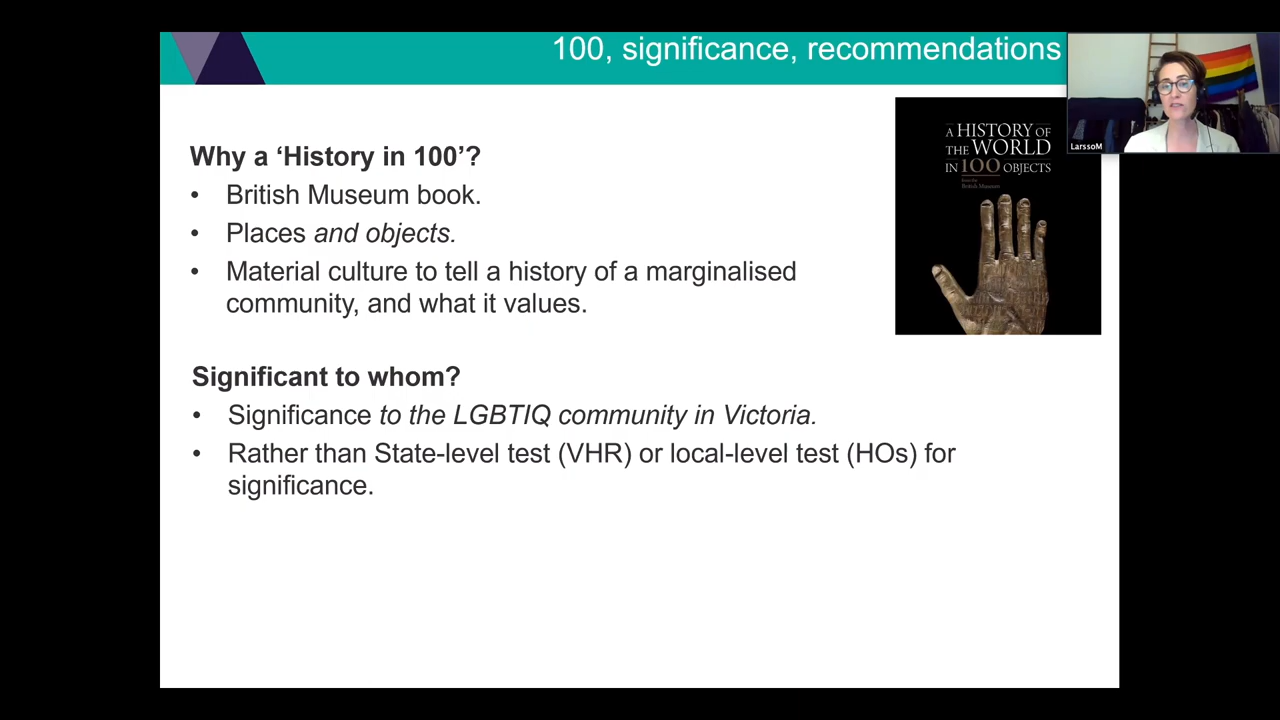 100, significance, recommendations
LarssoM
A HISTORY OF
THE WORLD
IN 100 OBJECTS
British Museum
Why a ‘History in 100’?
• British Museum book.
• Places and objects.
• Material culture to tell a history of a marginalised
community, and what it values.
Significant to whom?
• Significance to the LGBTIQ community in Victoria.
• Rather than State-level test (VHR) or local-level test (HOs) for
significance.